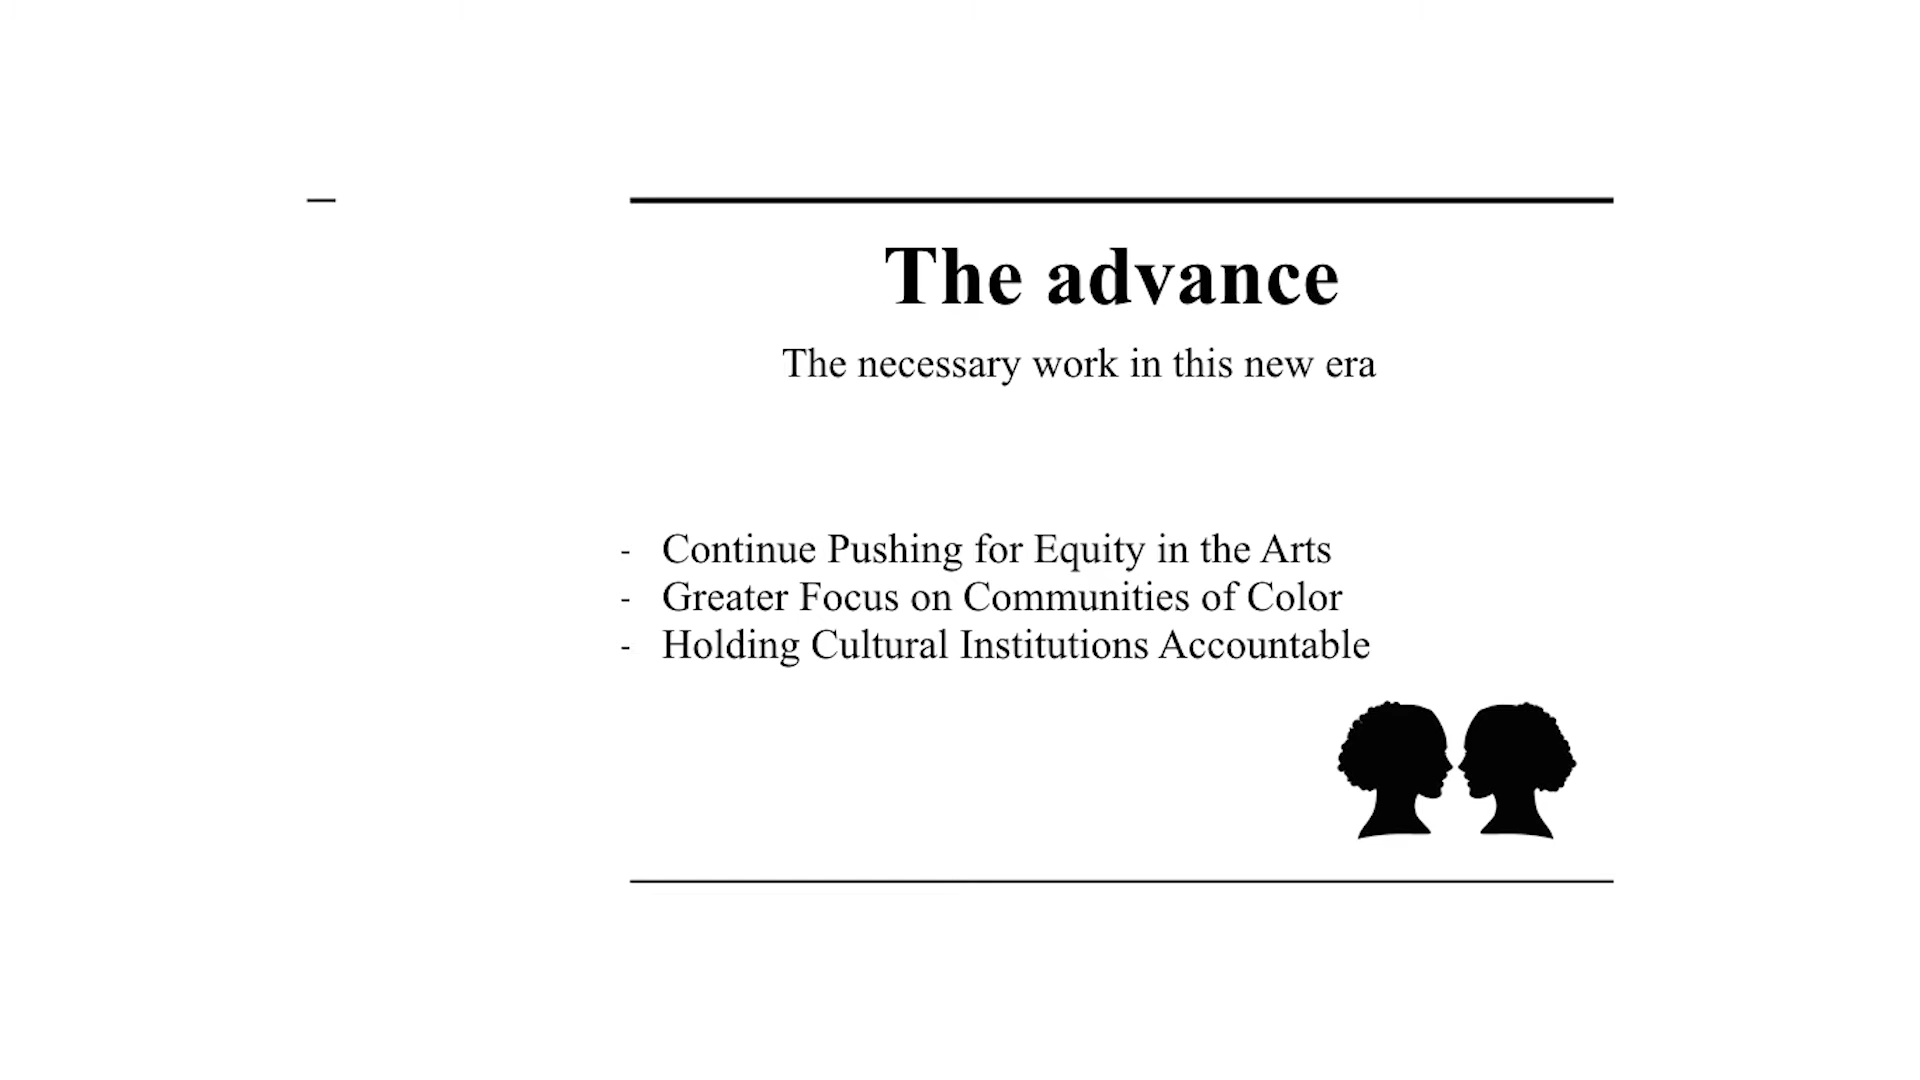 The advance
The necessary work in this new era
- Continue Pushing for Equity in the Arts
- Greater Focus on Communities of Color
- Holding Cultural Institutions Accountable